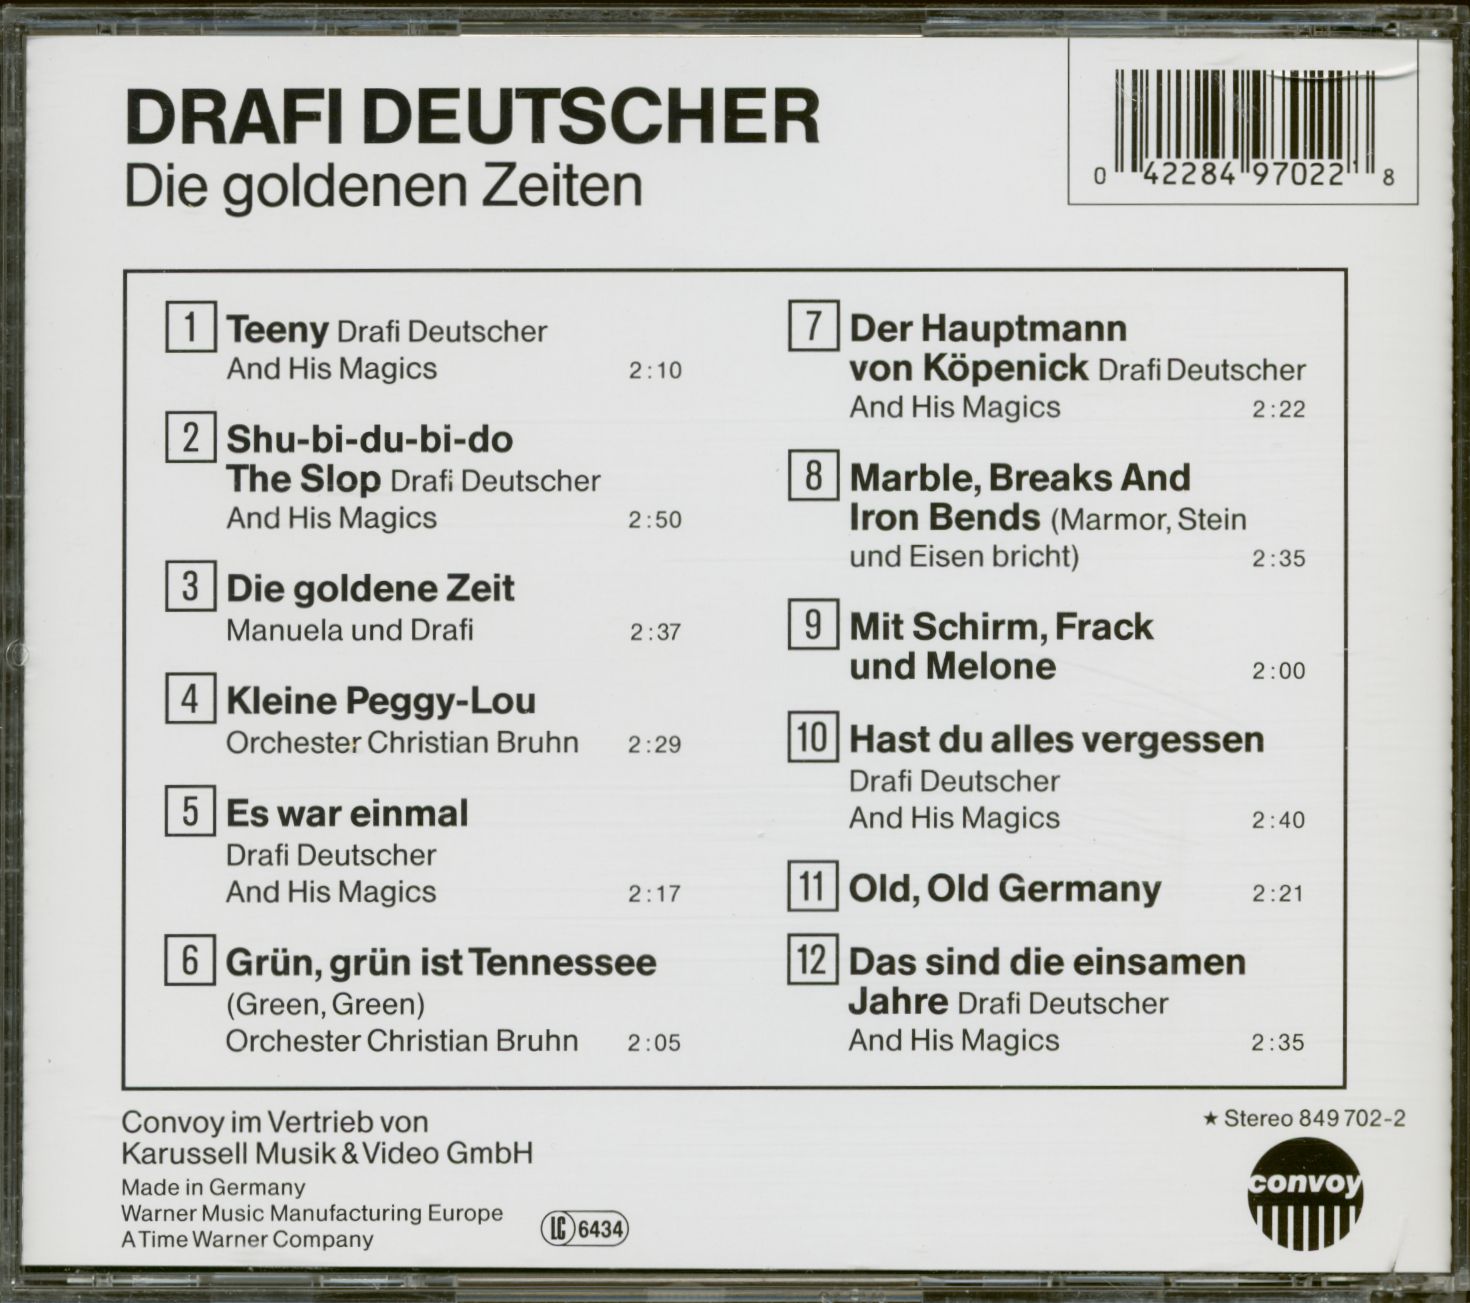 DRAFI DEUTSCHER
Die goldenen Zeiten
0 42284 97022 8
1 Teeny Drafi Deutscher
And His Magics 2:10
2 Shu-bi-du-bi-do
The Slop Drafi Deutscher
And His Magics 2:50
3 Die goldene Zeit
Manuela und Drafi 2:37
4 Kleine Peggy-Lou
Orchester Christian Bruhn 2:29
5 Es war einmal
Drafi Deutscher
And His Magics 2:17
6 Grün, grün ist Tennessee
(Green, Green)
Orchester Christian Bruhn 2:05
7 Der Hauptmann
von Köpenick Drafi Deutscher
And His Magics 2:22
8 Marble, Breaks And
Iron Bends (Marmor, Stein
und Eisen bricht) 2:35
9 Mit Schirm, Frack
und Melone 2:00
10 Hast du alles vergessen
Drafi Deutscher
And His Magics 2:40
11 Old, Old Germany 2:21
12 Das sind die einsamen
Jahre Drafi Deutscher
And His Magics 2:35
Convoy im Vertrieb von
Karussell Musik & Video GmbH
Made in Germany
Warner Music Manufacturing Europe
A Time Warner Company
LC 6434
★ Stereo 849 702-2
convoy